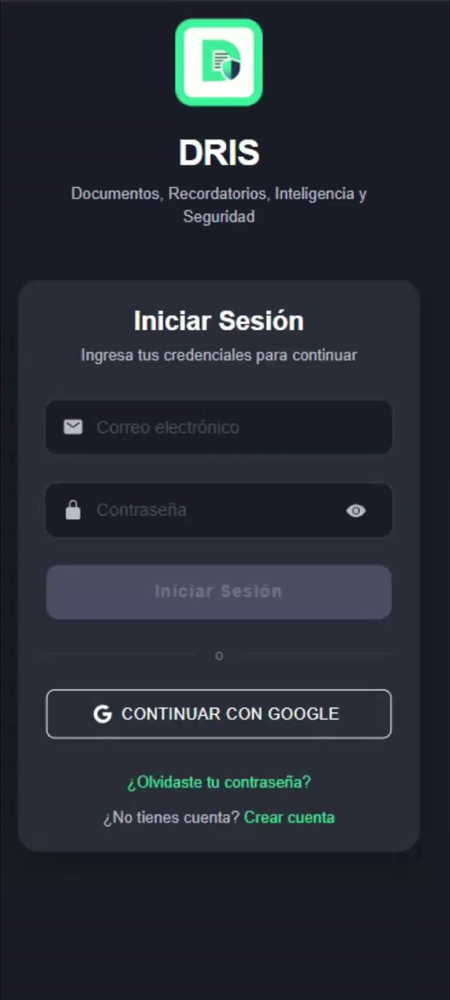 DRIS
Documentos, Recordatorios, Inteligencia y
Seguridad
Iniciar Sesión
Ingresa tus credenciales para continuar
Correo electrónico
Contraseña
Iniciar Sesión
o
CONTINUAR CON GOOGLE
¿Olvidaste tu contraseña?
¿No tienes cuenta? Crear cuenta